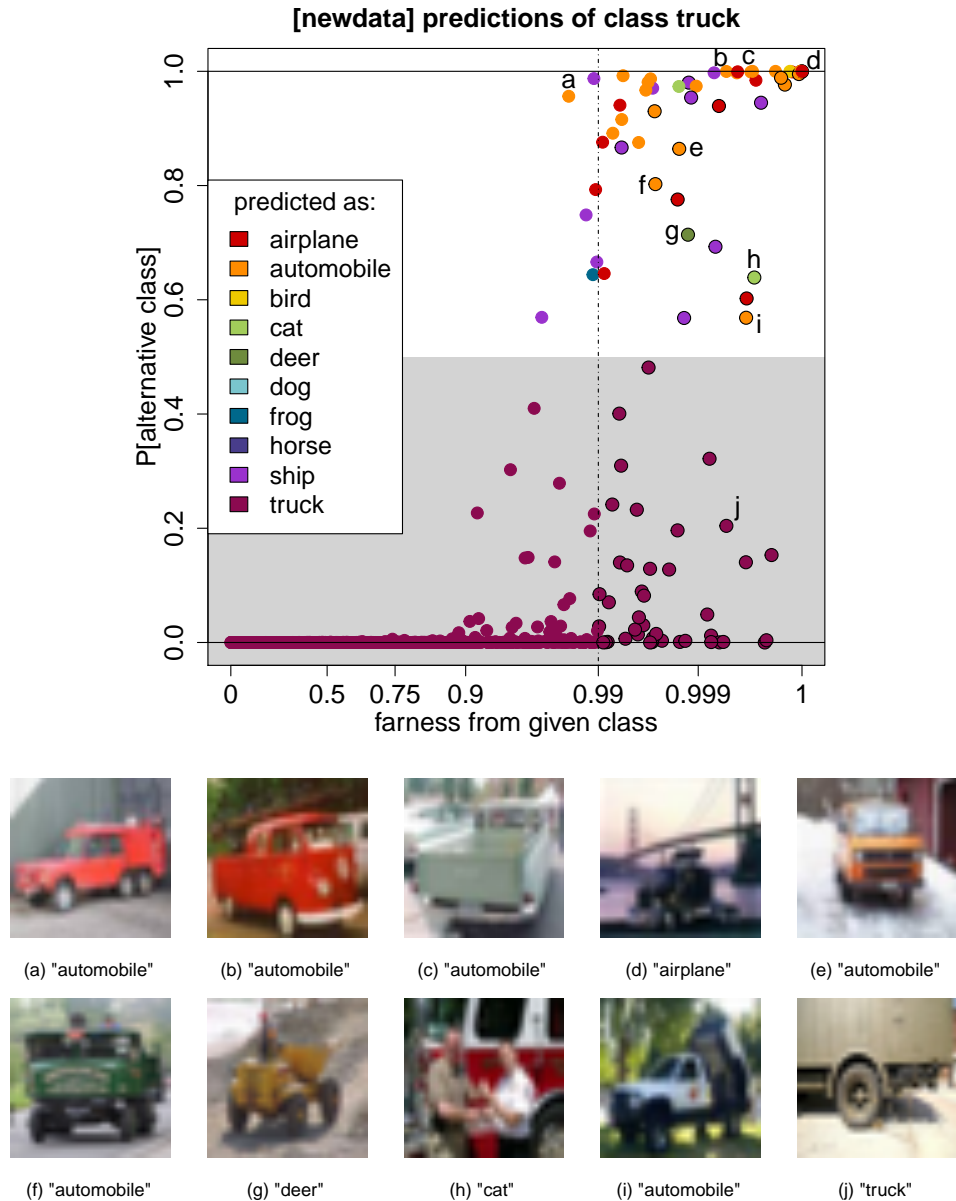 [newdata] predictions of class truck
P[alternative class]
1.0
0.8
0.6
0.4
0.2
0.0
a
b
c
d
e
f
g
h
i
j
predicted as:
airplane
automobile
bird
cat
deer
dog
frog
horse
ship
truck
0 0.5 0.75 0.9 0.99 0.999 1
farness from given class
(a) "automobile" (b) "automobile" (c) "automobile" (d) "airplane" (e) "automobile"
(f) "automobile" (g) "deer" (h) "cat" (i) "automobile" (j) "truck"